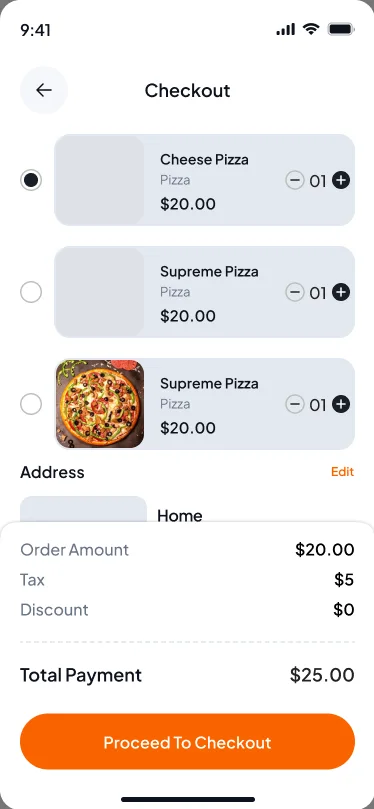 9:41
Checkout
Cheese Pizza
Pizza
01
$20.00
Supreme Pizza
Pizza
01
$20.00
Supreme Pizza
Pizza
01
$20.00
Address Edit
Home
Order Amount $20.00
Tax $5
Discount $0
Total Payment $25.00
Proceed To Checkout